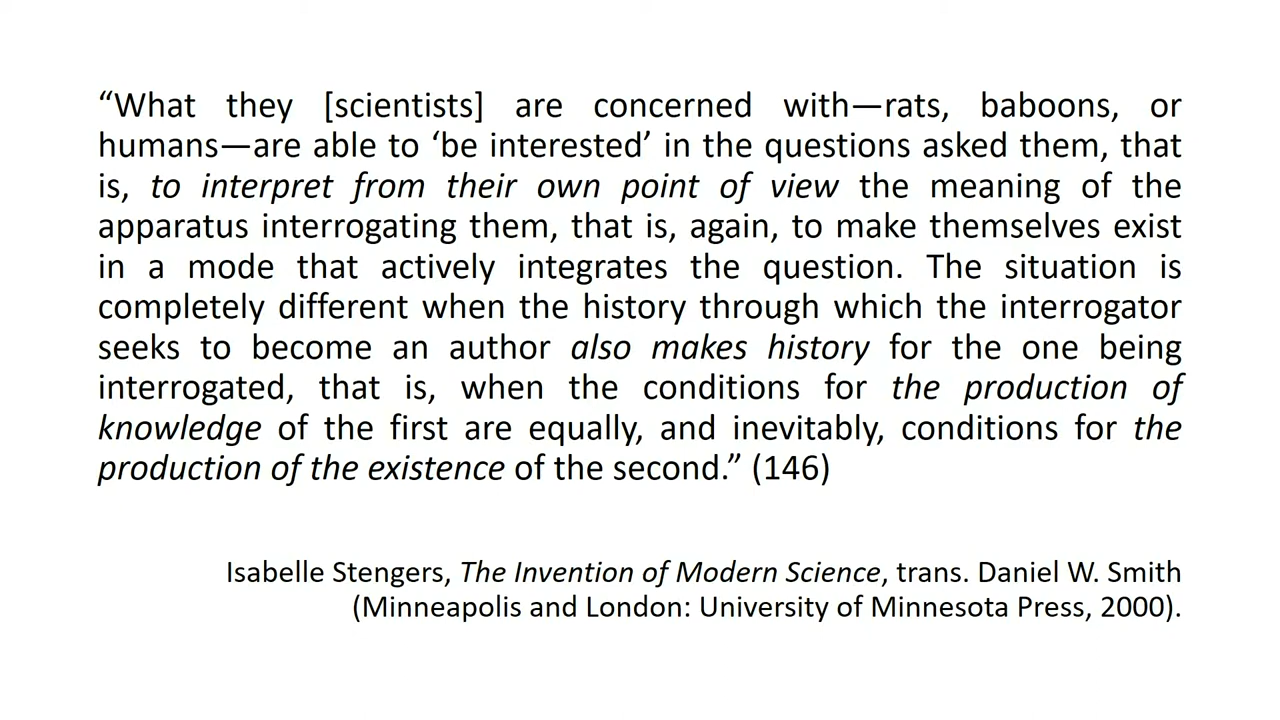 “What they [scientists] are concerned with—rats, baboons, or
humans—are able to ‘be interested’ in the questions asked them, that
is, to interpret from their own point of view the meaning of the
apparatus interrogating them, that is, again, to make themselves exist
in a mode that actively integrates the question. The situation is
completely different when the history through which the interrogator
seeks to become an author also makes history for the one being
interrogated, that is, when the conditions for the production of
knowledge of the first are equally, and inevitably, conditions for the
production of the existence of the second.” (146)
Isabelle Stengers, The Invention of Modern Science, trans. Daniel W. Smith
(Minneapolis and London: University of Minnesota Press, 2000).